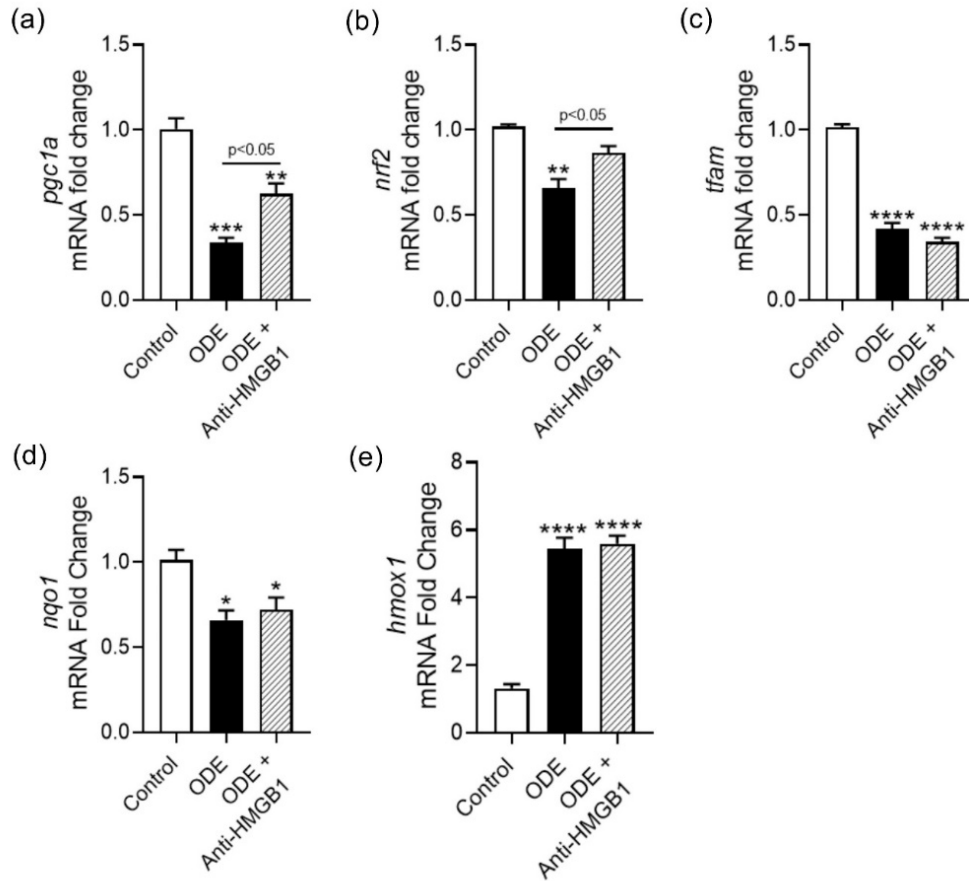 (a)
pgc1a
mRNA fold change
1.5
1.0
0.5
0.0
p<0.05
***
**
Control
ODE
ODE +
Anti-HMGB1
(b)
nrf2
mRNA fold change
1.5
1.0
0.5
0.0
p<0.05
**
Control
ODE
ODE +
Anti-HMGB1
(c)
tfam
mRNA fold change
1.5
1.0
0.5
0.0
****
****
Control
ODE
ODE +
Anti-HMGB1
(d)
nqo1
mRNA Fold Change
1.5
1.0
0.5
0.0
*
*
Control
ODE
ODE +
Anti-HMGB1
(e)
hmox1
mRNA Fold Change
8
6
4
2
0
****
****
Control
ODE
ODE +
Anti-HMGB1